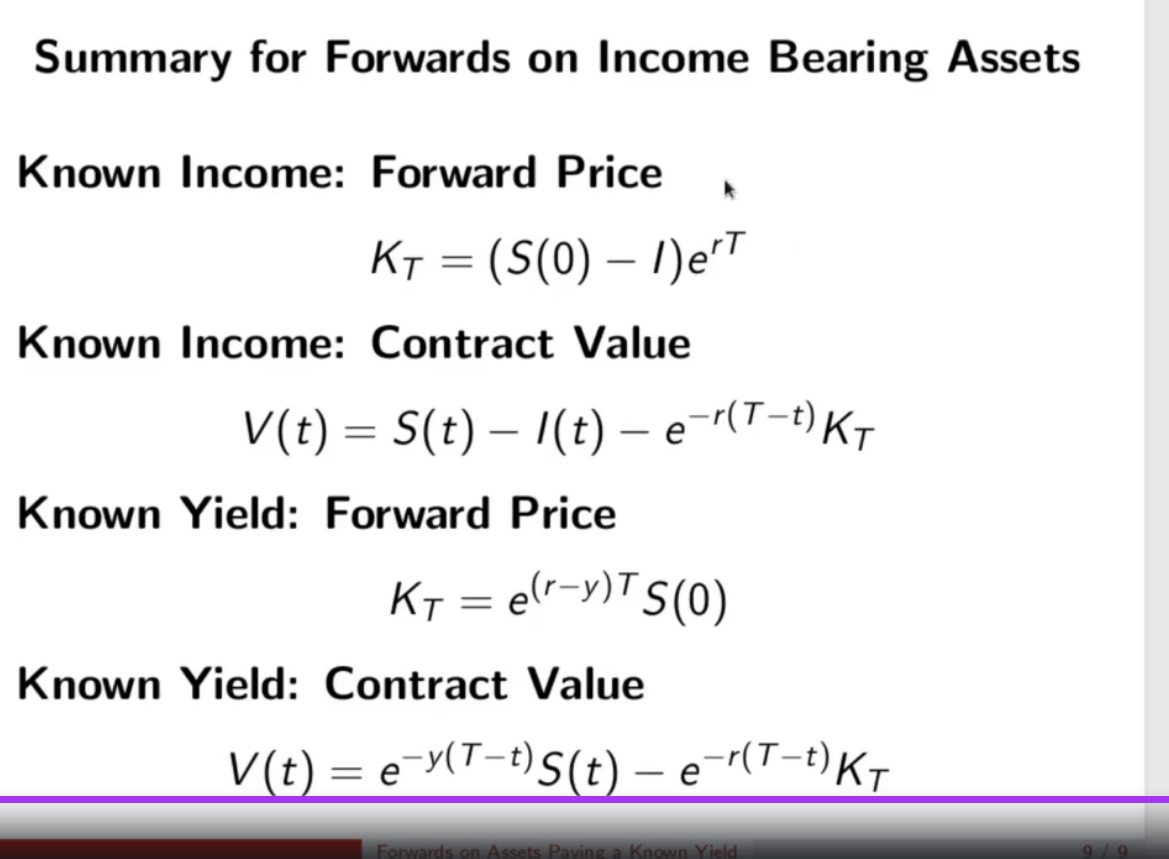 Summary for Forwards on Income Bearing Assets
Known Income: Forward Price
K_T = (S(0) − I)e^{rT}
Known Income: Contract Value
V(t) = S(t) − I(t) − e^{−r(T−t)}K_T
Known Yield: Forward Price
K_T = e^{(r−y)T}S(0)
Known Yield: Contract Value
V(t) = e^{−y(T−t)}S(t) − e^{−r(T−t)}K_T
Forwards on Assets Paying a Known Yield
9 / 9